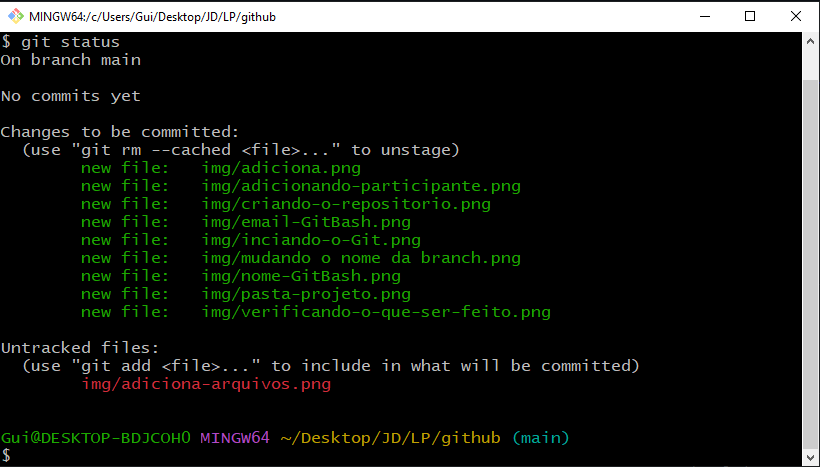 MINGW64:/c/Users/Gui/Desktop/JD/LP/github
$ git status
On branch main
No commits yet
Changes to be committed:
(use "git rm --cached <file>..." to unstage)
new file: img/adiciona.png
new file: img/adicionando-participante.png
new file: img/criando-o-repositorio.png
new file: img/email-GitBash.png
new file: img/inciando-o-Git.png
new file: img/mudando o nome da branch.png
new file: img/nome-GitBash.png
new file: img/pasta-projeto.png
new file: img/verificando-o-que-ser-feito.png
Untracked files:
(use "git add <file>..." to include in what will be committed)
img/adiciona-arquivos.png
Gui@DESKTOP-BDJCOH0 MINGW64 ~/Desktop/JD/LP/github (main)
$